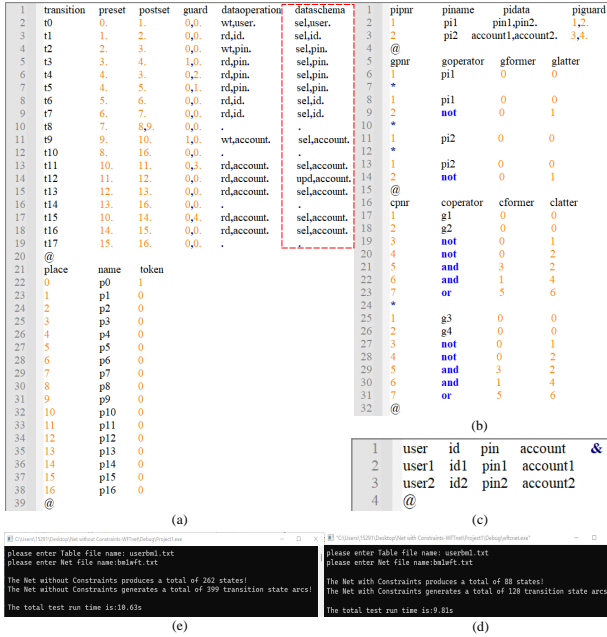 1 transition preset postset guard dataoperation dataschema
2 t0 0. 1. 0,0. wt,user. sel,user.
3 t1 1. 2. 0,0. rd,id. sel,id.
4 t2 2. 3. 0,0. wt,pin. sel,pin.
5 t3 3. 4. 1,0. rd,pin. sel,pin.
6 t4 4. 3. 0,2. rd,pin. sel,pin.
7 t5 4. 5. 0,1. rd,pin. sel,pin.
8 t6 5. 6. 0,0. rd,id. sel,id.
9 t7 6. 7. 0,0. rd,id. sel,id.
10 t8 7. 8,9. 0,0. . .
11 t9 9. 10. 1,0. wt,account. sel,account.
12 t10 8. 16. 0,0. . .
13 t11 10. 11. 0,3. rd,account. sel,account.
14 t12 11. 12. 0,0. rd,account. upd,account.
15 t13 12. 13. 0,0. rd,account. sel,account.
16 t14 13. 16. 0,0. . .
17 t15 10. 14. 0,4. rd,account. sel,account.
18 t16 14. 15. 0,0. rd,account. sel,account.
19 t17 15. 16. 0,0. . .
20 @
21 place name token
22 0 p0 1
23 1 p1 0
24 2 p2 0
25 3 p3 0
26 4 p4 0
27 5 p5 0
28 6 p6 0
29 7 p7 0
30 8 p8 0
31 9 p9 0
32 10 p10 0
33 11 p11 0
34 12 p12 0
35 13 p13 0
36 14 p14 0
37 15 p15 0
38 16 p16 0
39 @
(a)
1 pipnr piname pidata piguard
2 1 pi1 pin1,pin2. 1,2.
3 2 pi2 account1,account2. 3,4.
4 @
5 gpnr goperator gformer glatter
6 1 pi1 0 0
7 *
8 1 pi1 0 0
9 2 not 0 1
10 *
11 1 pi2 0 0
12 *
13 1 pi2 0 0
14 2 not 0 1
15 @
16 cpnr coperator cformer clatter
17 1 g1 0 0
18 2 g2 0 0
19 3 not 0 1
20 4 not 0 2
21 5 and 3 2
22 6 and 1 4
23 7 or 5 6
24 *
25 1 g3 0 0
26 2 g4 0 0
27 3 not 0 1
28 4 not 0 2
29 5 and 3 2
30 6 and 1 4
31 7 or 5 6
32 @
(b)
1 user id pin account &
2 user1 id1 pin1 account1
3 user2 id2 pin2 account2
4 @
(c)
C:\Users\15291\Desktop\Net without Constraints-WFTnet\Debug\Project1.exe
please enter Table file name: userbm1.txt
please enter Net file name:bm1wft.txt
The Net without Constraints produces a total of 262 states!
The Net without Constraints generates a total of 399 transition state arcs!
The total test run time is:10.63s
(e)
please enter Table file name: userbm1.txt
please enter Net file name:bm1wft.txt
The Net with Constraints produces a total of 88 states!
The Net with Constraints generates a total of 120 transition state arcs
The total test run time is:9.81s
(d)